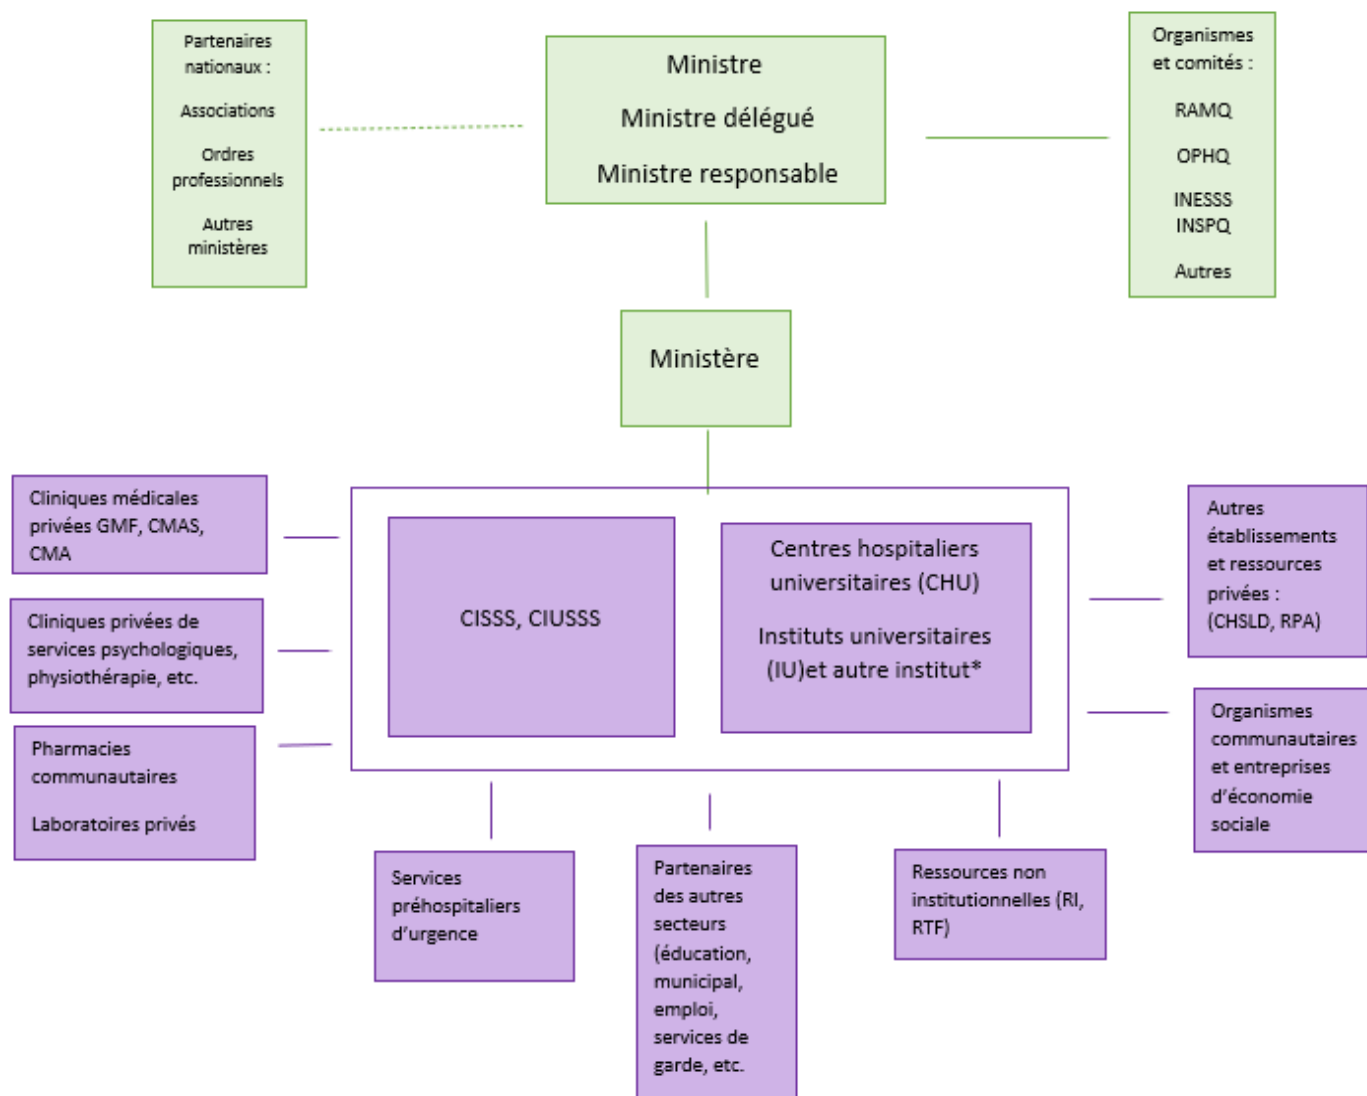 Partenaires
nationaux :
Associations
Ordres
professionnels
Autres
ministères
Ministre
Ministre délégué
Ministre responsable
Organismes
et comités :
RAMQ
OPHQ
INESSS
INSPQ
Autres
Ministère
Cliniques médicales
privées GMF, CMAS,
CMA
Cliniques privées de
services psychologiques,
physiothérapie, etc.
Pharmacies
communautaires
Laboratoires privés
CISSS, CIUSSS
Centres hospitaliers
universitaires (CHU)
Instituts universitaires
(IU)et autre institut*
Autres
établissements
et ressources
privées :
(CHSLD, RPA)
Organismes
communautaires
et entreprises
d'économie
sociale
Services
préhospitaliers
d'urgence
Partenaires
des autres
secteurs
(éducation,
municipal,
emploi,
services de
garde, etc.
Ressources non
institutionnelles (RI,
RTF)